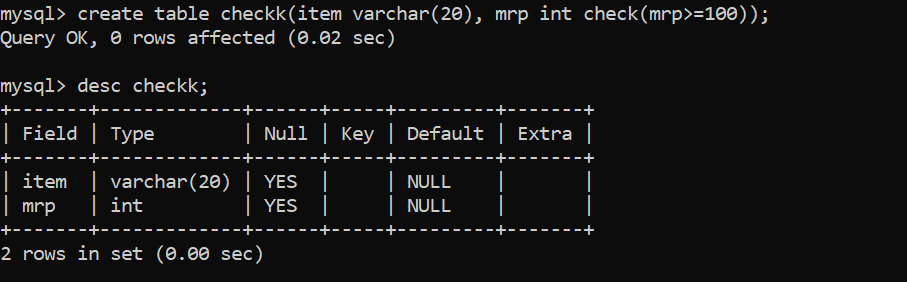 mysql> create table checkk(item varchar(20), mrp int check(mrp>=100));
Query OK, 0 rows affected (0.02 sec)
mysql> desc checkk;
+-------+-------------+------+-----+---------+-------+
| Field | Type        | Null | Key | Default | Extra |
+-------+-------------+------+-----+---------+-------+
| item  | varchar(20) | YES  |     | NULL    |       |
| mrp   | int         | YES  |     | NULL    |       |
+-------+-------------+------+-----+---------+-------+
2 rows in set (0.00 sec)